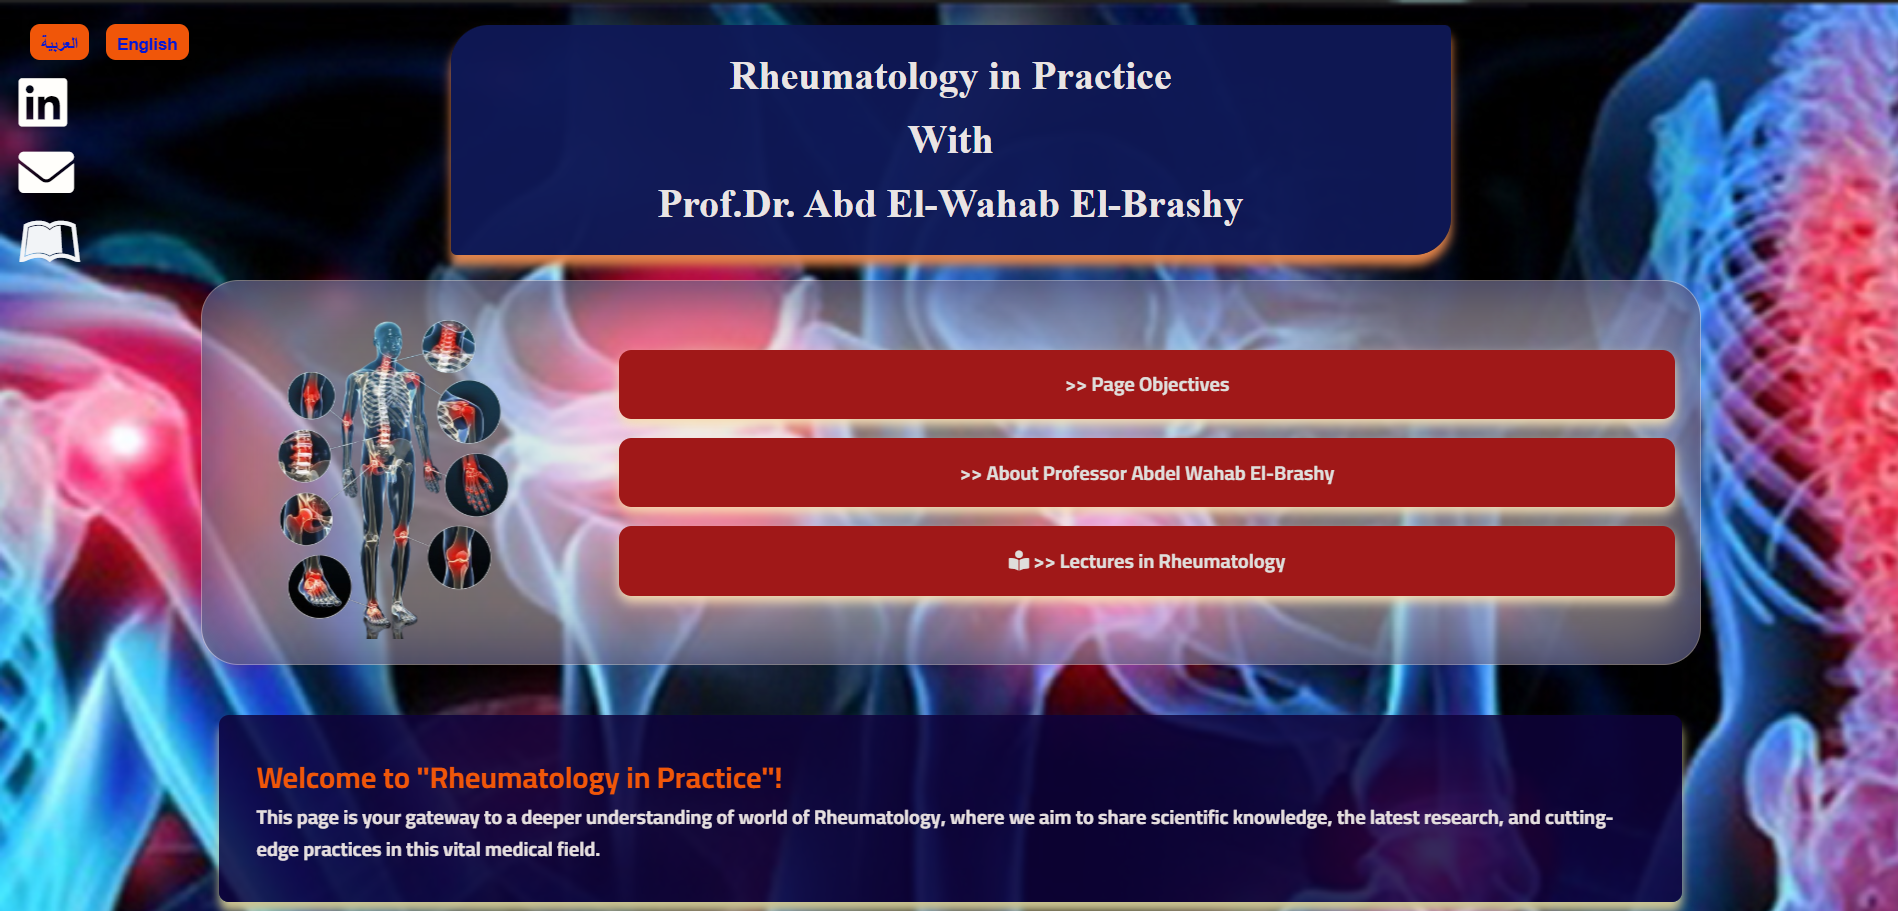 العربية
English
in
Rheumatology in Practice
With
Prof.Dr. Abd El-Wahab El-Brashy
>> Page Objectives
>> About Professor Abdel Wahab El-Brashy
>> Lectures in Rheumatology
Welcome to "Rheumatology in Practice"!
This page is your gateway to a deeper understanding of world of Rheumatology, where we aim to share scientific knowledge, the latest research, and cutting-
edge practices in this vital medical field.